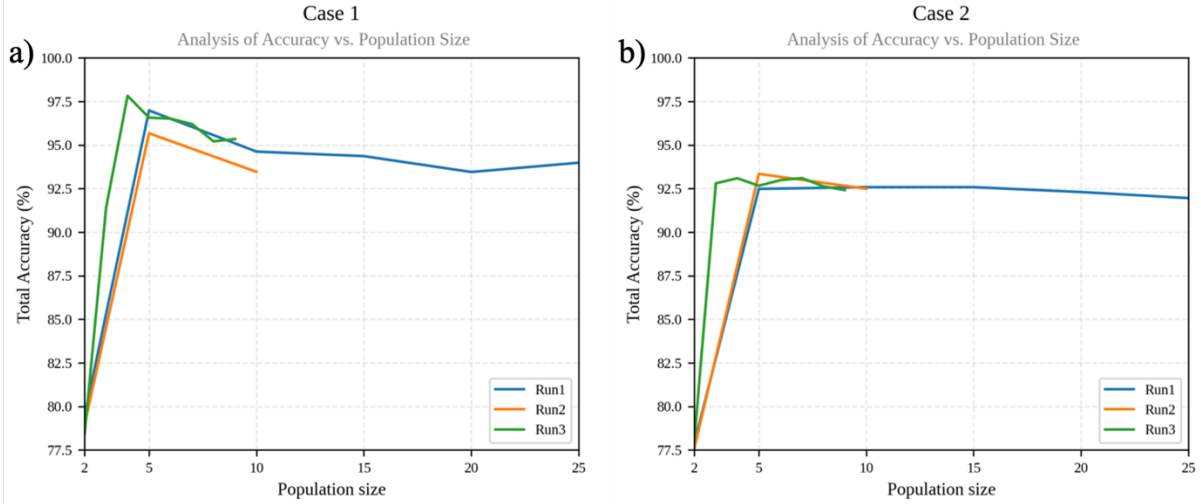 Case 1
Analysis of Accuracy vs. Population Size
a)
100.0
97.5
95.0
92.5
90.0
87.5
85.0
82.5
80.0
77.5
Total Accuracy (%)
2 5 10 15 20 25
Population size
Run1
Run2
Run3
Case 2
Analysis of Accuracy vs. Population Size
b)
100.0
97.5
95.0
92.5
90.0
87.5
85.0
82.5
80.0
77.5
Total Accuracy (%)
2 5 10 15 20 25
Population size
Run1
Run2
Run3